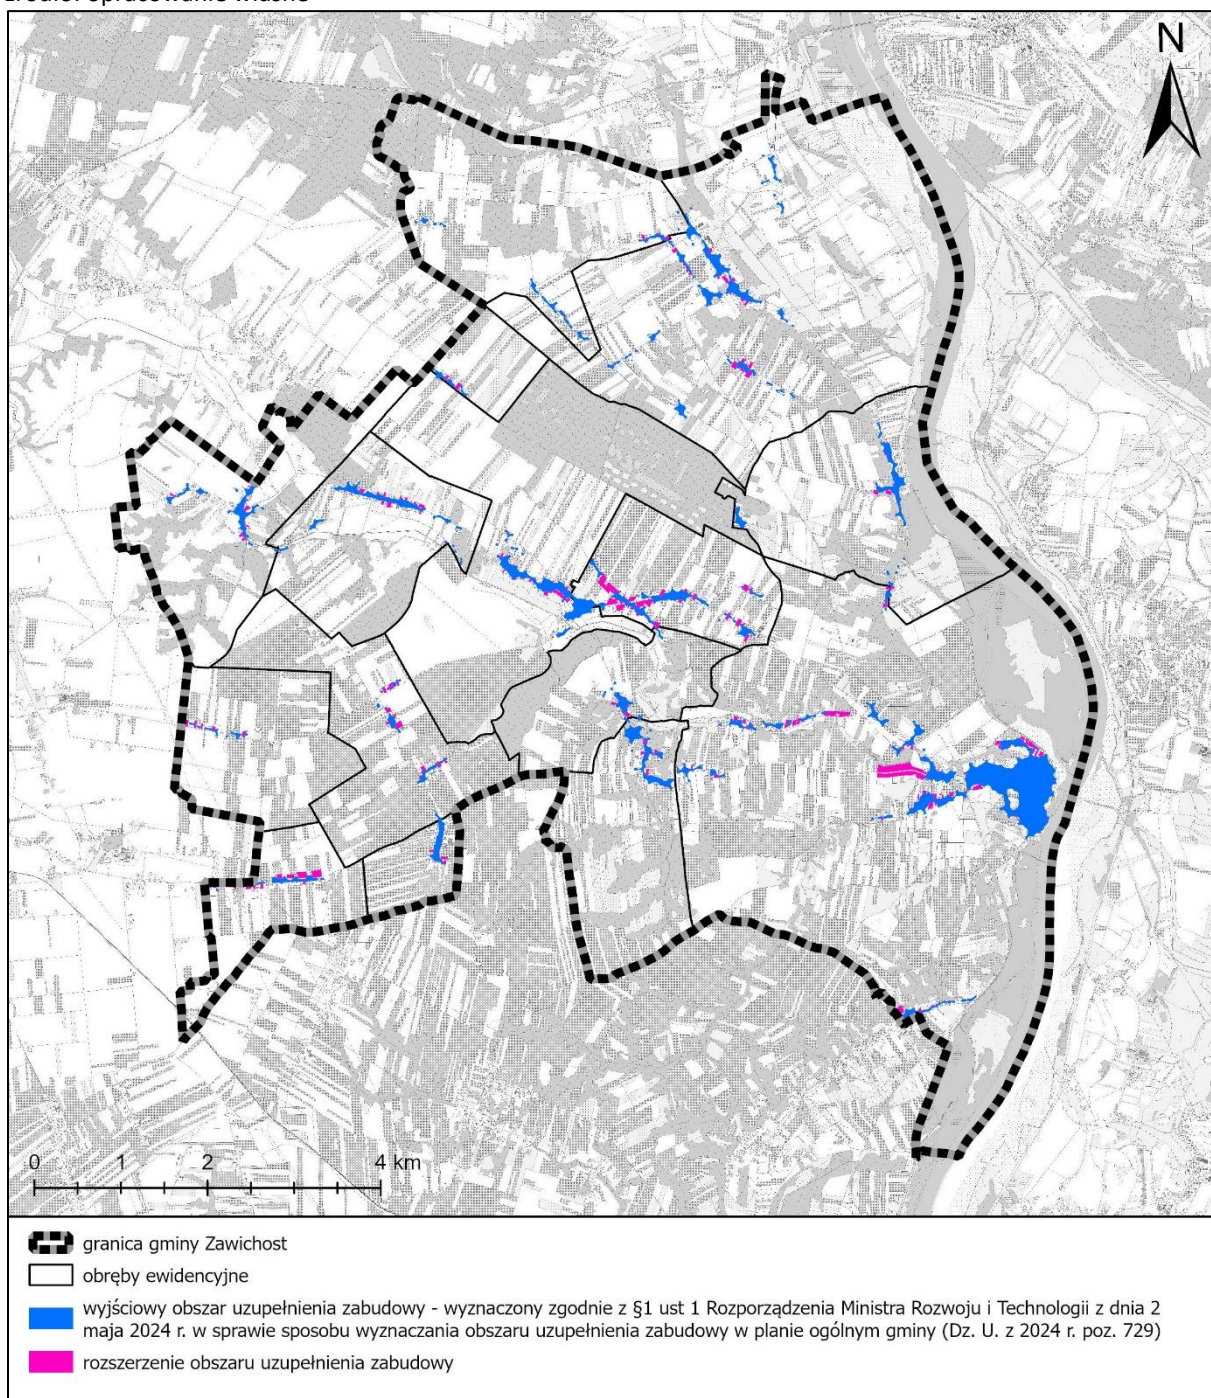 źródło: opracowanie własne
N
0 1 2 4 km
granica gminy Zawichost
obręby ewidencyjne
wyjściowy obszar uzupełnienia zabudowy - wyznaczony zgodnie z §1 ust 1 Rozporządzenia Ministra Rozwoju i Technologii z dnia 2
maja 2024 r. w sprawie sposobu wyznaczania obszaru uzupełnienia zabudowy w planie ogólnym gminy (Dz. U. z 2024 r. poz. 729)
rozszerzenie obszaru uzupełnienia zabudowy